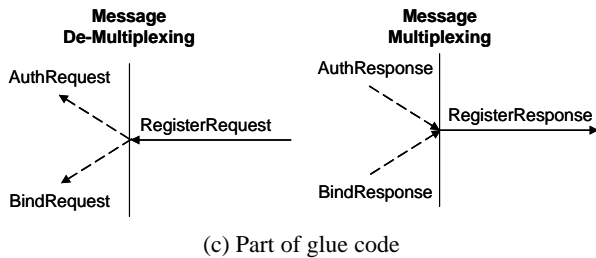 Message
De-Multiplexing
AuthRequest
RegisterRequest
BindRequest
Message
Multiplexing
AuthResponse
RegisterResponse
BindResponse
(c) Part of glue code